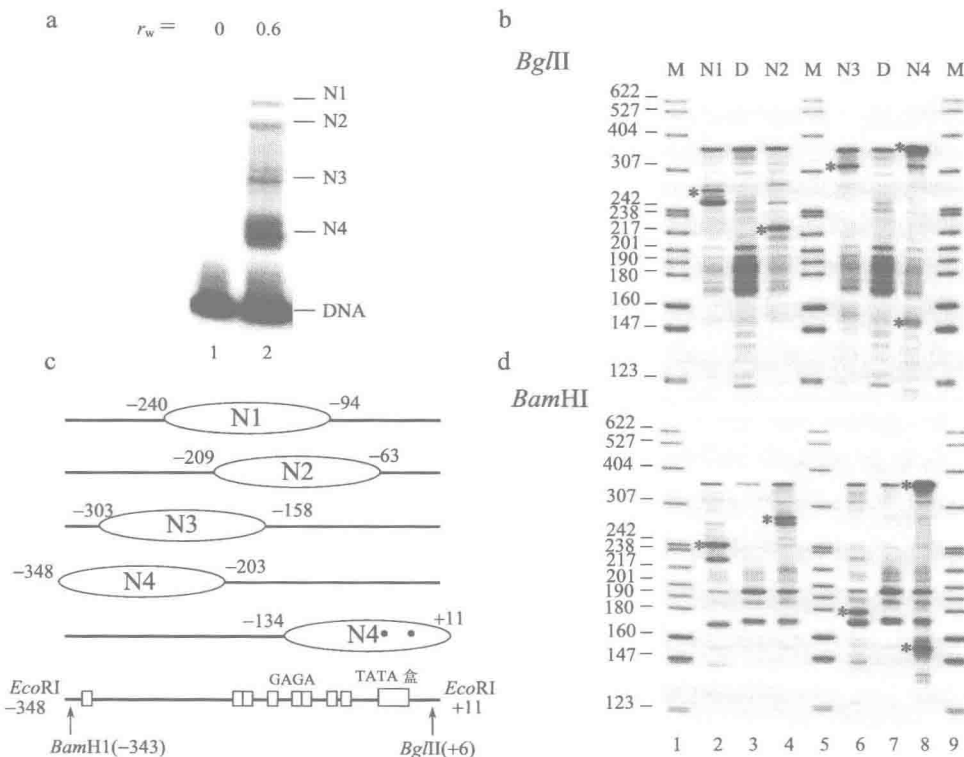 a
r_w = 0 0.6
N1
N2
N3
N4
DNA
1 2
b
BglII
M N1 D N2 M N3 D N4 M
622
527
404
307
242
238
217
201
190
180
160
147
123
c
−240 N1 −94
−209 N2 −63
−303 N3 −158
−348 N4 −203
−134 N4 +11
GAGA TATA 盒
EcoRI −348
EcoRI +11
BamH1(−343)
BglII(+6)
d
BamHI
622
527
404
307
242
238
217
201
190
180
160
147
123
1 2 3 4 5 6 7 8 9